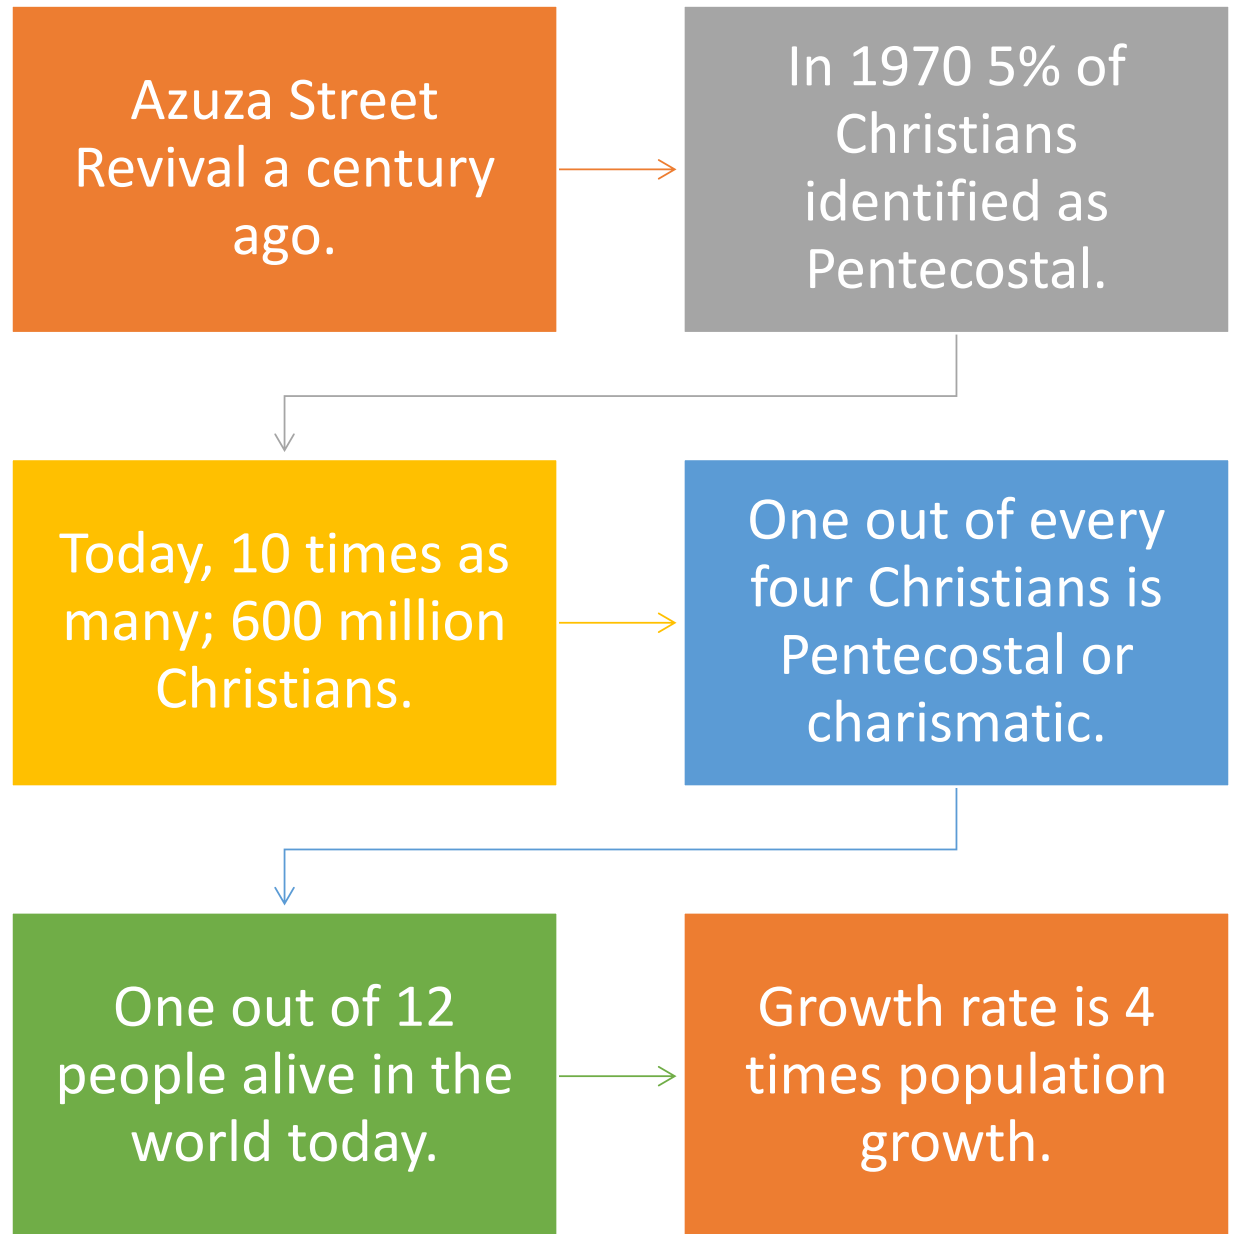 Azuza Street
Revival a century
ago.
In 1970 5% of
Christians
identified as
Pentecostal.
Today, 10 times as
many; 600 million
Christians.
One out of every
four Christians is
Pentecostal or
charismatic.
One out of 12
people alive in the
world today.
Growth rate is 4
times population
growth.